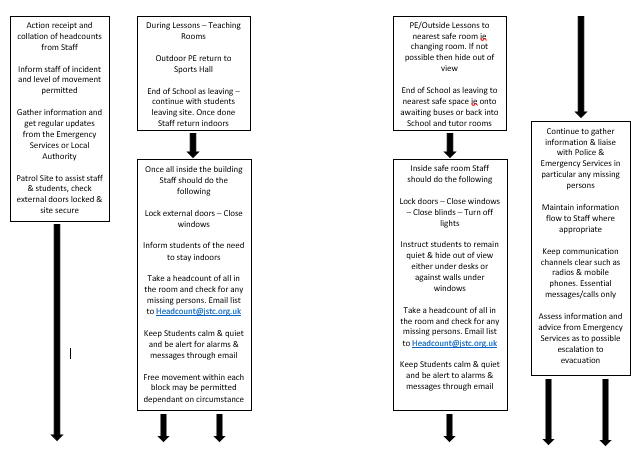 Action receipt and
collation of headcounts
from Staff
Inform staff of incident
and level of movement
permitted
Gather information and
get regular updates
from the Emergency
Services or Local
Authority
Patrol Site to assist staff
& students, check
external doors locked &
site secure
During Lessons – Teaching
Rooms
Outdoor PE return to
Sports Hall
End of School as leaving –
continue with students
leaving site. Once done
Staff return indoors
Once all inside the building
Staff should do the
following
Lock external doors – Close
windows
Inform students of the need
to stay indoors
Take a headcount of all in
the room and check for any
missing persons. Email list
to Headcount@jstc.org.uk
Keep Students calm & quiet
and be alert for alarms &
messages through email
Free movement within each
block may be permitted
dependant on circumstance
PE/Outside Lessons to
nearest safe room ie
changing room. If not
possible then hide out of
view
End of School as leaving to
nearest safe space ie onto
awaiting buses or back into
School and tutor rooms
Inside safe room Staff
should do the following
Lock doors – Close windows
– Close blinds – Turn off
lights
Instruct students to remain
quiet & hide out of view
either under desks or
against walls under
windows
Take a headcount of all in
the room and check for any
missing persons. Email list
to Headcount@jstc.org.uk
Keep Students calm & quiet
and be alert to alarms &
messages through email
Continue to gather
information & liaise
with Police &
Emergency Services in
particular any missing
persons
Maintain information
flow to Staff where
appropriate
Keep communication
channels clear such as
radios & mobile
phones. Essential
messages/calls only
Assess information and
advice from Emergency
Services as to possible
escalation to
evacuation